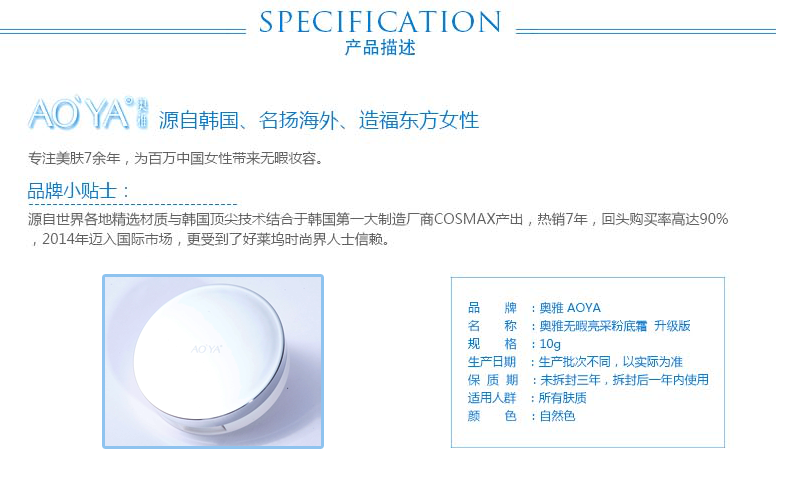 SPECIFICATION
产品描述
AO'YA 奥雅 源自韩国、名扬海外、造福东方女性
专注美肤7余年，为百万中国女性带来无暇妆容。
品牌小贴士：
源自世界各地精选材质与韩国顶尖技术结合于韩国第一大制造厂商COSMAX产出，热销7年，回头购买率高达90%
，2014年迈入国际市场，更受到了好莱坞时尚界人士信赖。
AO'YA
品 牌 ：奥雅 AOYA
名 称 ：奥雅无暇亮采粉底霜 升级版
规 格 ：10g
生产日期 ：生产批次不同，以实际为准
保 质 期 ：未拆封三年，拆封后一年内使用
适用人群 ：所有肤质
颜 色 ：自然色